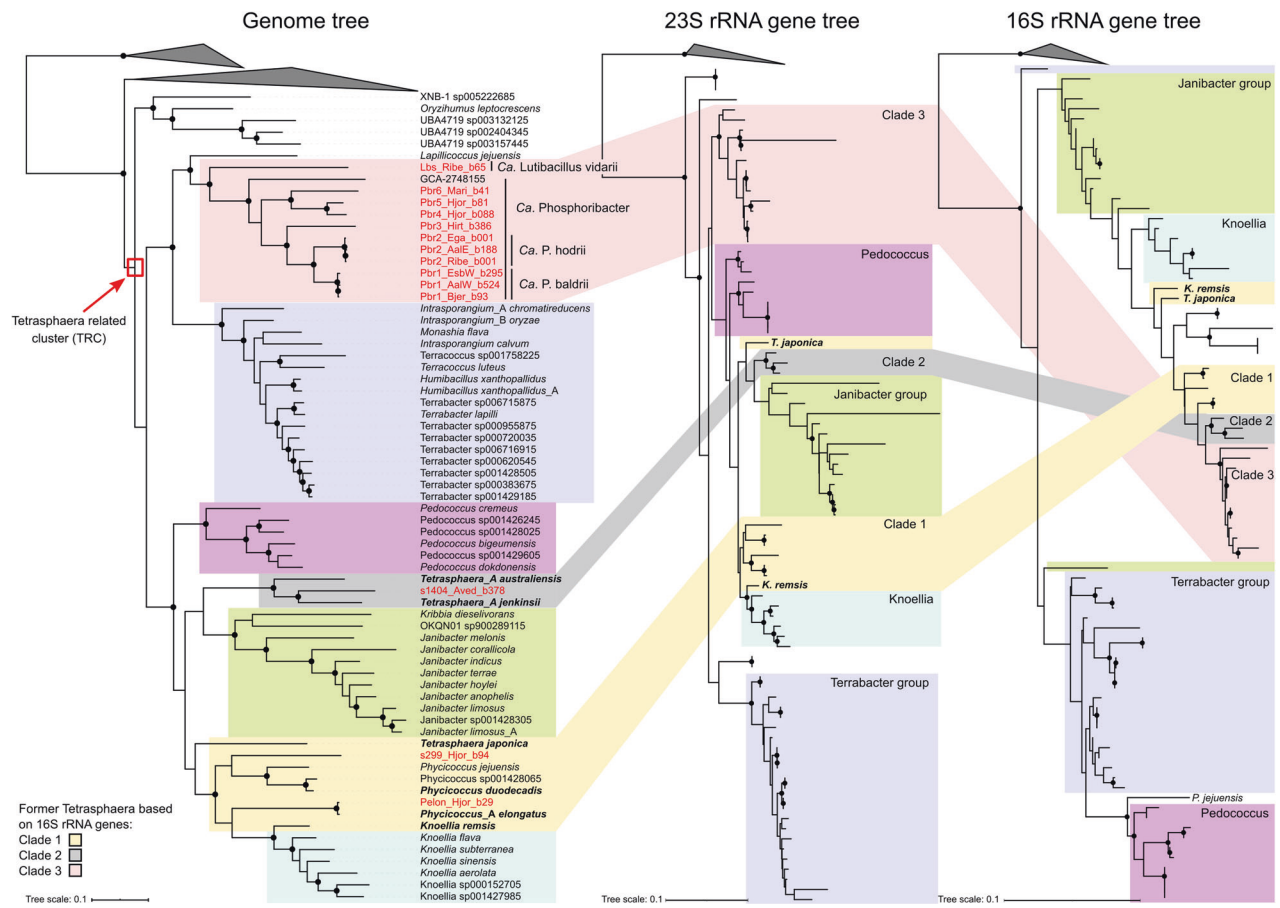 Genome tree
23S rRNA gene tree
16S rRNA gene tree
XNB-1 sp005222685
Oryzihumus leptocrescens
UBA4719 sp003132125
UBA4719 sp002404345
UBA4719 sp003157445
Lapillicoccus jejuensis
Lbs_Ribe_b65
Ca. Lutibacillus vidarii
GCA-2748155
Pbr6_Mari_b41
Pbr5_Hjor_b81
Pbr4_Hjor_b088
Pbr3_Hirt_b386
Pbr2_Ega_b001
Pbr2_AalE_b188
Pbr2_Ribe_b001
Pbr1_EsbW_b295
Pbr1_AalW_b524
Pbr1_Bjer_b93
Ca. Phosphoribacter
Ca. P. hodrii
Ca. P. baldrii
Tetrasphaera related
cluster (TRC)
Intrasporangium_A chromatireducens
Intrasporangium_B oryzae
Monashia flava
Intrasporangium calvum
Terracoccus sp001758225
Terracoccus luteus
Humibacillus xanthopallidus
Humibacillus xanthopallidus_A
Terrabacter sp006715875
Terrabacter lapilli
Terrabacter sp000955875
Terrabacter sp000720035
Terrabacter sp006716915
Terrabacter sp000620545
Terrabacter sp001428505
Terrabacter sp000383675
Terrabacter sp001429185
Pedococcus cremeus
Pedococcus sp001426245
Pedococcus sp001428025
Pedococcus bigeumensis
Pedococcus sp001429605
Pedococcus dokdonensis
Tetrasphaera_A australiensis
s1404_Aved_b378
Tetrasphaera_A jenkinsii
Kribbia dieselivorans
OKQN01 sp900289115
Janibacter melonis
Janibacter corallicola
Janibacter indicus
Janibacter terrae
Janibacter hoylei
Janibacter anophelis
Janibacter limosus
Janibacter sp001428305
Janibacter limosus_A
Tetrasphaera japonica
s299_Hjor_b94
Phycicoccus jejuensis
Phycicoccus sp001428065
Phycicoccus duodecadis
Pelon_Hjor_b29
Phycicoccus_A elongatus
Knoellia remsis
Knoellia flava
Knoellia subterranea
Knoellia sinensis
Knoellia aerolata
Knoellia sp000152705
Knoellia sp001427985
Former Tetrasphaera based
on 16S rRNA genes:
Clade 1
Clade 2
Clade 3
Tree scale: 0.1
Clade 3
Pedococcus
T. japonica
Clade 2
Janibacter group
Clade 1
K. remsis
Knoellia
Terrabacter group
Tree scale: 0.1
Janibacter group
Knoellia
K. remsis
T. japonica
Clade 1
Clade 2
Clade 3
Terrabacter group
P. jejuensis
Pedococcus
Tree scale: 0.1